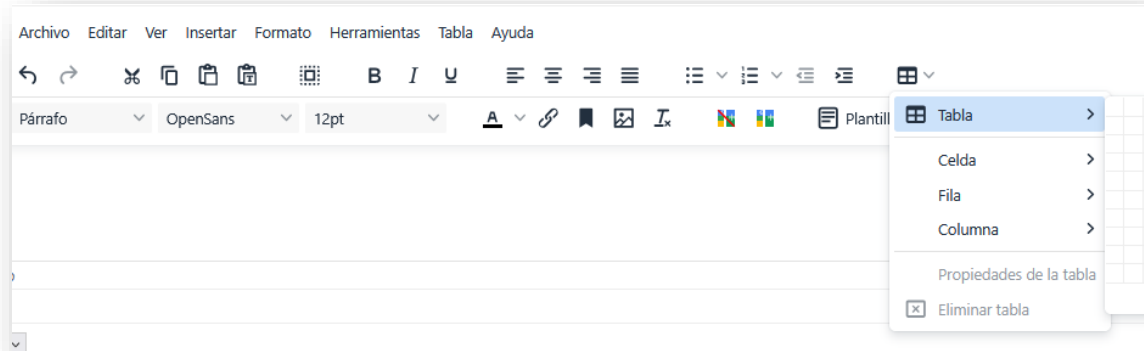 Archivo Editar Ver Insertar Formato Herramientas Tabla Ayuda
B I U
Párrafo OpenSans 12pt A Plantill
Tabla
Celda
Fila
Columna
Propiedades de la tabla
Eliminar tabla